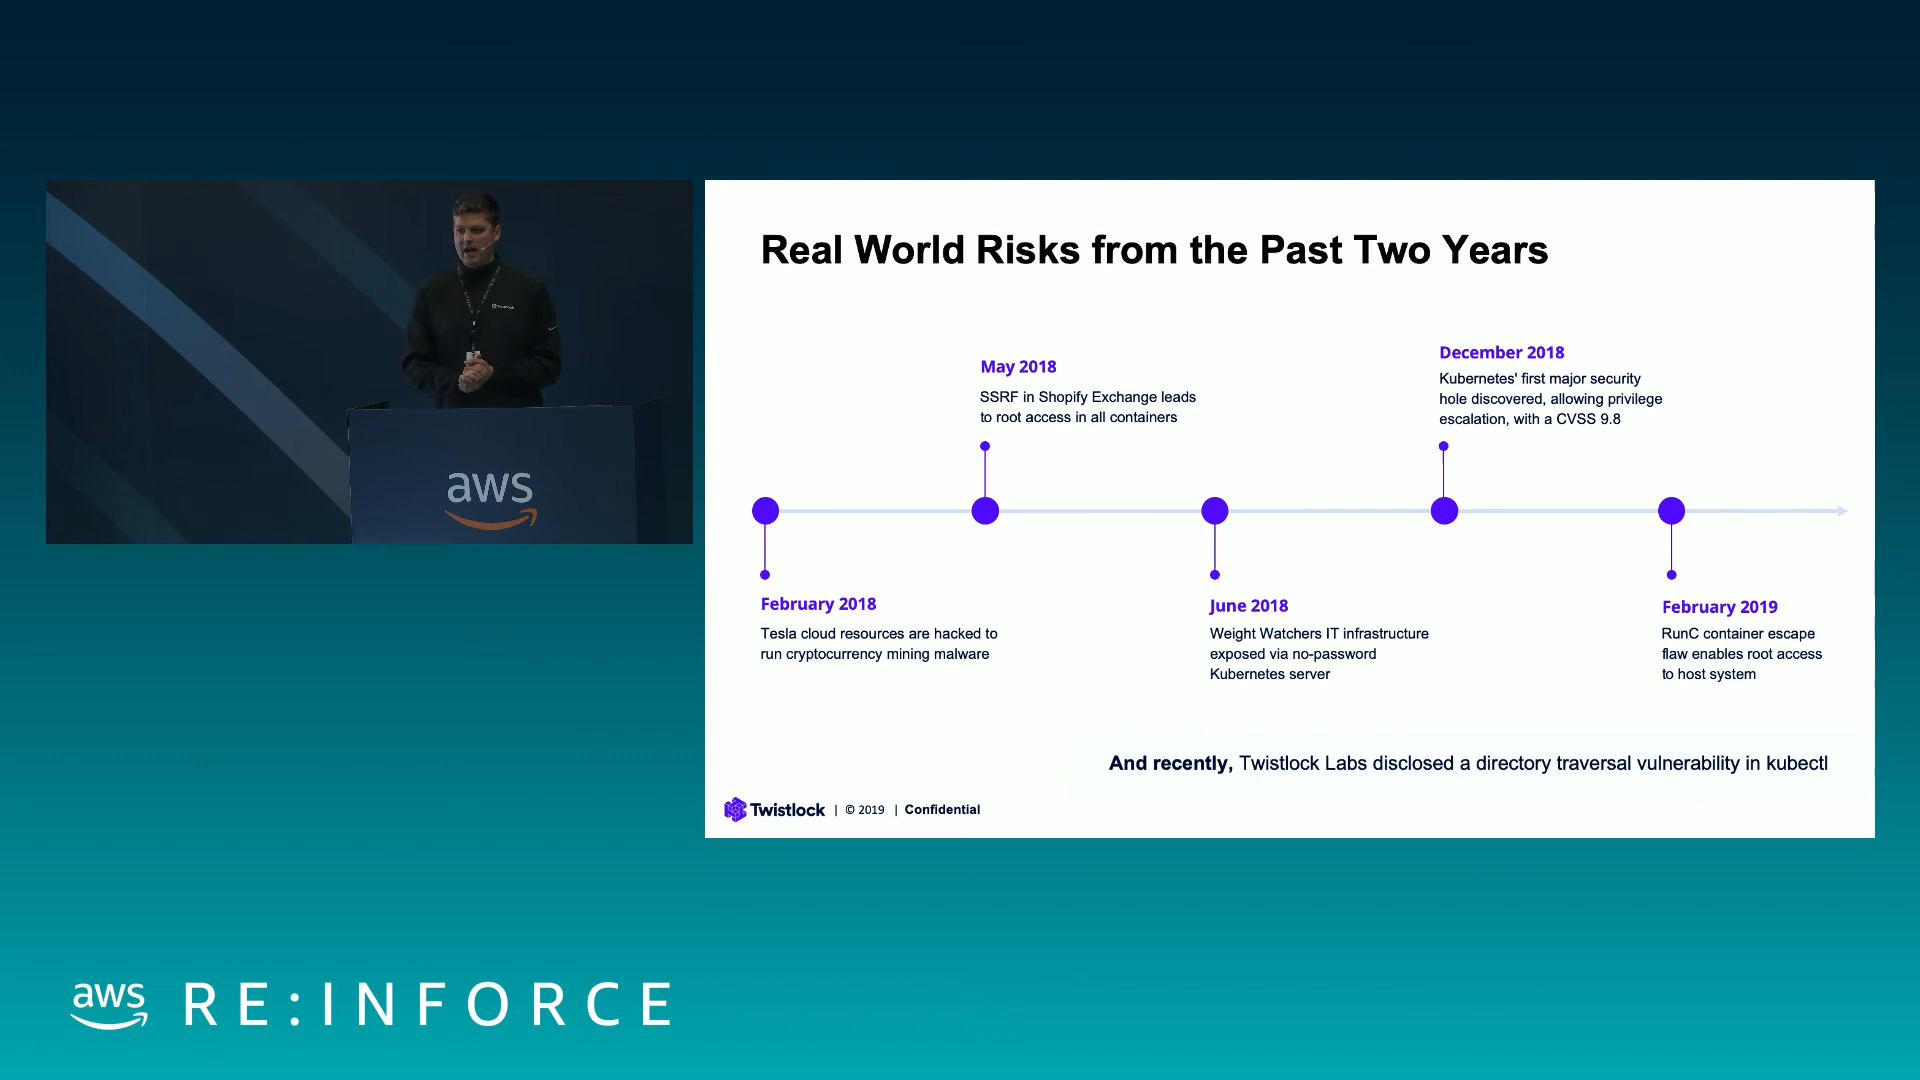 Real World Risks from the Past Two Years
May 2018
SSRF in Shopify Exchange leads
to root access in all containers
December 2018
Kubernetes' first major security
hole discovered, allowing privilege
escalation, with a CVSS 9.8
February 2018
Tesla cloud resources are hacked to
run cryptocurrency mining malware
June 2018
Weight Watchers IT infrastructure
exposed via no-password
Kubernetes server
February 2019
RunC container escape
flaw enables root access
to host system
And recently, Twistlock Labs disclosed a directory traversal vulnerability in kubectl
Twistlock | © 2019 | Confidential
Twistlock
aws
aws RE:INFORCE